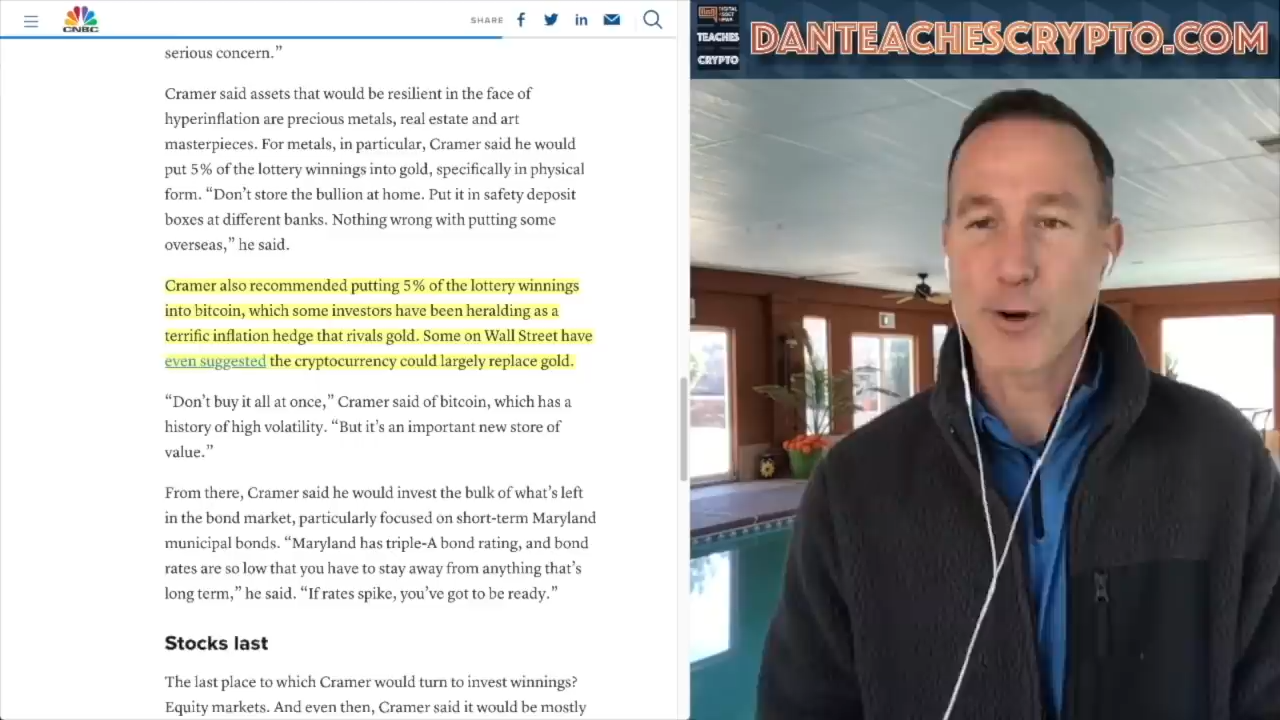 CNBC
SHARE
serious concern.”
Cramer said assets that would be resilient in the face of
hyperinflation are precious metals, real estate and art
masterpieces. For metals, in particular, Cramer said he would
put 5% of the lottery winnings into gold, specifically in physical
form. “Don’t store the bullion at home. Put it in safety deposit
boxes at different banks. Nothing wrong with putting some
overseas,” he said.
Cramer also recommended putting 5% of the lottery winnings
into bitcoin, which some investors have been heralding as a
terrific inflation hedge that rivals gold. Some on Wall Street have
even suggested the cryptocurrency could largely replace gold.
“Don’t buy it all at once,” Cramer said of bitcoin, which has a
history of high volatility. “But it’s an important new store of
value.”
From there, Cramer said he would invest the bulk of what’s left
in the bond market, particularly focused on short-term Maryland
municipal bonds. “Maryland has triple-A bond rating, and bond
rates are so low that you have to stay away from anything that’s
long term,” he said. “If rates spike, you’ve got to be ready.”
Stocks last
The last place to which Cramer would turn to invest winnings?
Equity markets. And even then, Cramer said it would be mostly
TEACHES
CRYPTO
DANTEACHESCRYPTO.COM